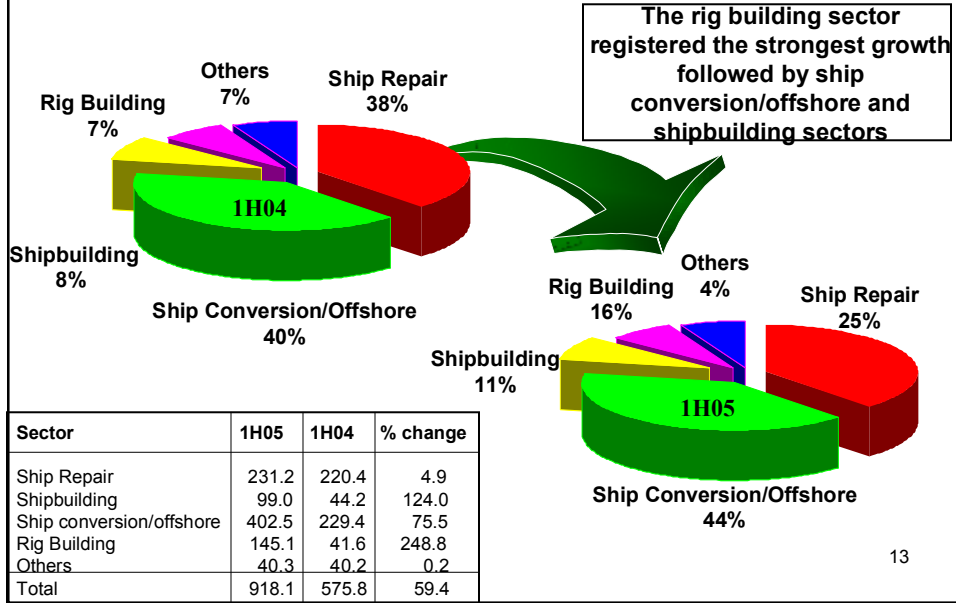 The rig building sector
registered the strongest growth
followed by ship
conversion/offshore and
shipbuilding sectors
Others
7%
Ship Repair
38%
Rig Building
7%
1H04
Shipbuilding
8%
Ship Conversion/Offshore
40%
Others
4%
Rig Building
16%
Ship Repair
25%
Shipbuilding
11%
1H05
Ship Conversion/Offshore
44%
Sector 1H05 1H04 % change
Ship Repair 231.2 220.4 4.9
Shipbuilding 99.0 44.2 124.0
Ship conversion/offshore 402.5 229.4 75.5
Rig Building 145.1 41.6 248.8
Others 40.3 40.2 0.2
Total 918.1 575.8 59.4
13